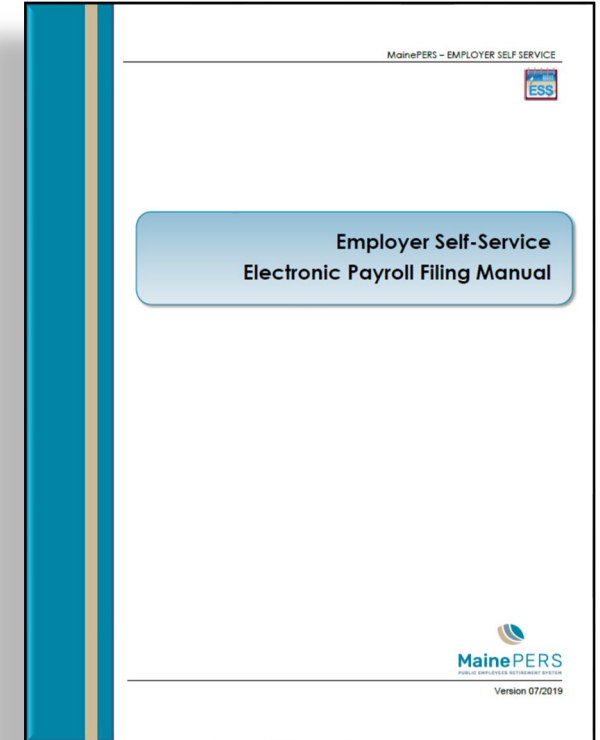 MainePERS – EMPLOYER SELF SERVICE
ESS
Employer Self-Service
Electronic Payroll Filing Manual
MainePERS
PUBLIC EMPLOYEES RETIREMENT SYSTEM
Version 07/2019